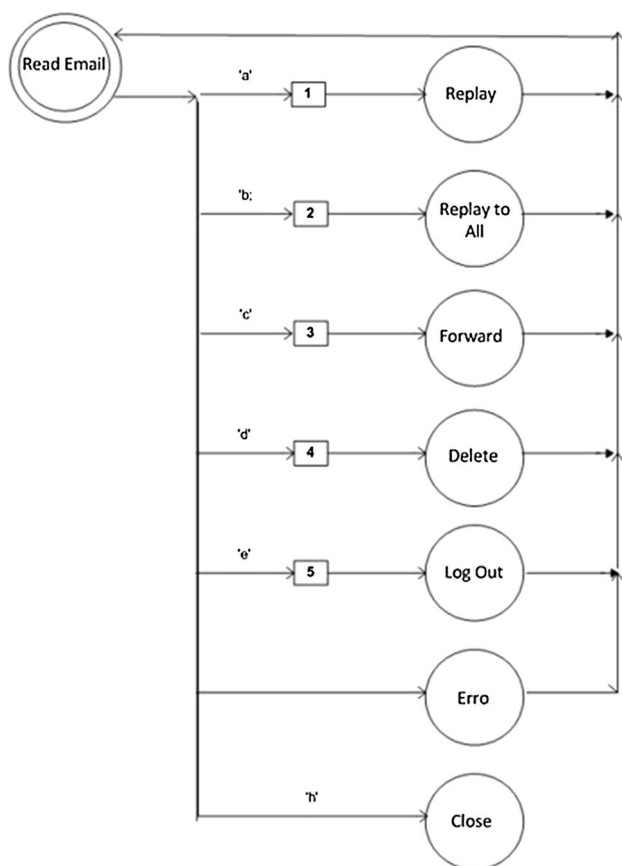 Read Email
'a'
1
Replay
'b;
2
Replay to
All
'c'
3
Forward
'd'
4
Delete
'e'
5
Log Out
Erro
'h'
Close